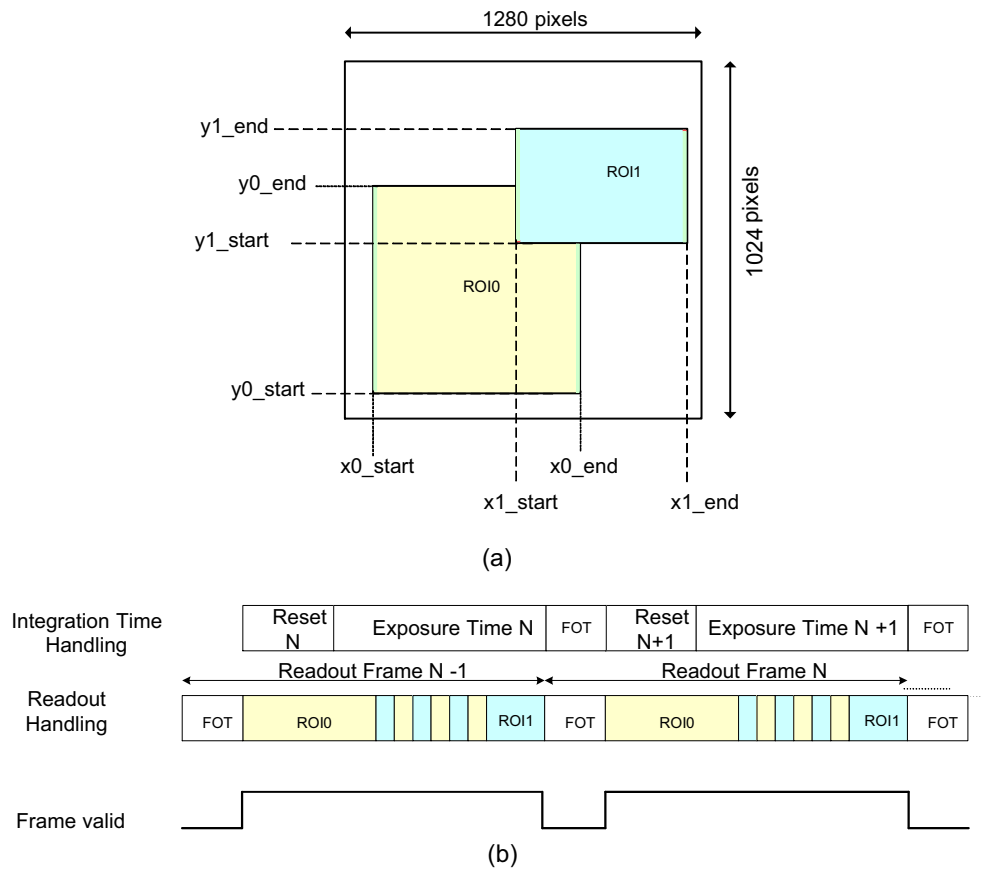 1280 pixels
y1_end
ROI1
y0_end
1024 pixels
y1_start
ROI0
y0_start
x0_start
x0_end
x1_start
x1_end
(a)
Integration Time
Handling
Reset
N
Exposure Time N
FOT
Reset
N+1
Exposure Time N +1
FOT
Readout Frame N -1
Readout Frame N
Readout
Handling
FOT
ROI0
ROI1
FOT
ROI0
ROI1
FOT
Frame valid
(b)